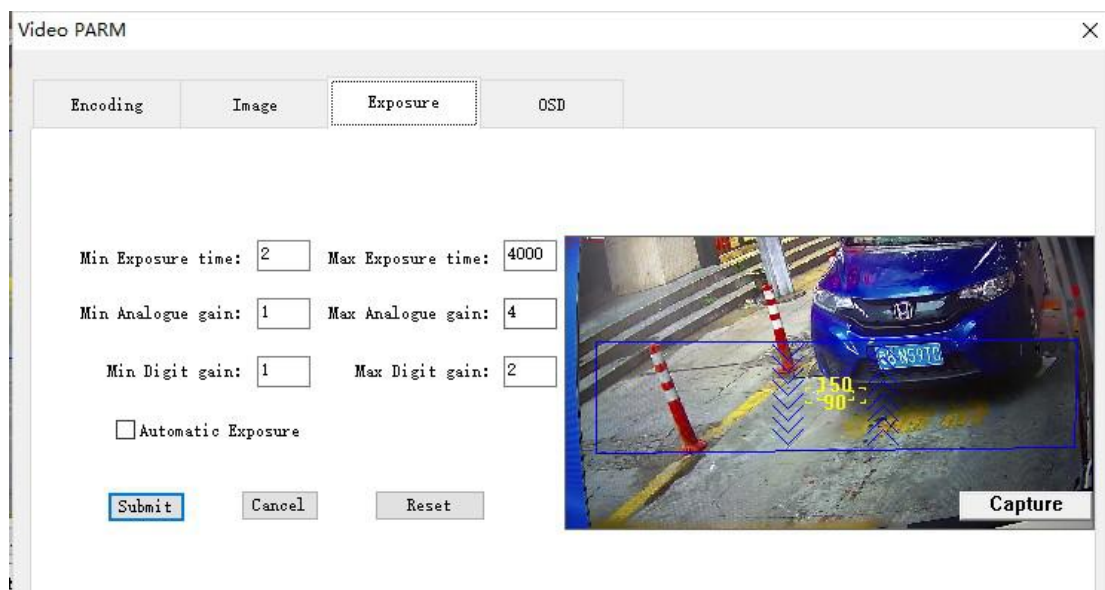 Video PARM
Encoding Image Exposure OSD
Min Exposure time: 2 Max Exposure time: 4000
Min Analogue gain: 1 Max Analogue gain: 4
Min Digit gain: 1 Max Digit gain: 2
150
90
Automatic Exposure
Submit Cancel Reset
Capture